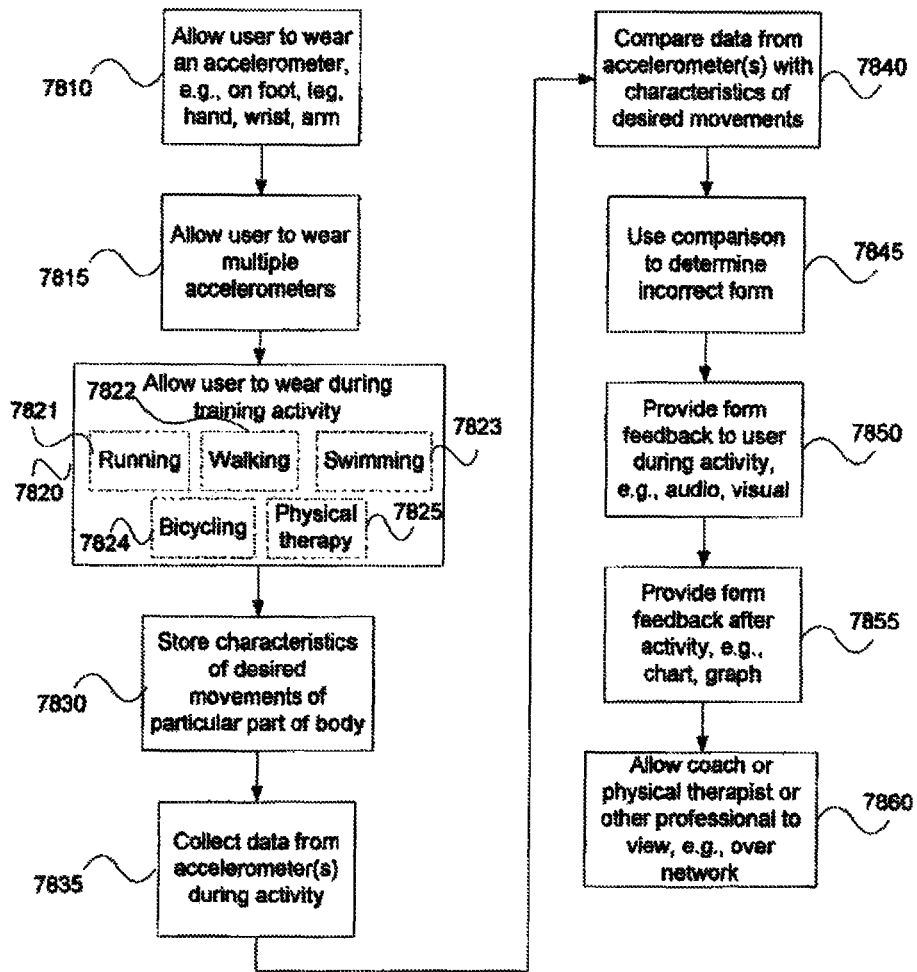 Allow user to wear
an accelerometer,
e.g., on foot, leg,
hand, wrist, arm
7810
Allow user to wear
multiple
accelerometers
7815
Allow user to wear during
training activity
7822
7821
7823
Running
Walking
Swimming
7820
Bicycling
Physical
therapy
7825
7824
Store characteristics
of desired
movements of
particular part of body
7830
Collect data from
accelerometer(s)
during activity
7835
Compare data from
accelerometer(s) with
characteristics of
desired movements
7840
Use comparison
to determine
incorrect form
7845
Provide form
feedback to user
during activity,
e.g., audio, visual
7850
Provide form
feedback after
activity, e.g.,
chart, graph
7855
Allow coach or
physical therapist or
other professional to
view, e.g., over
network
7860